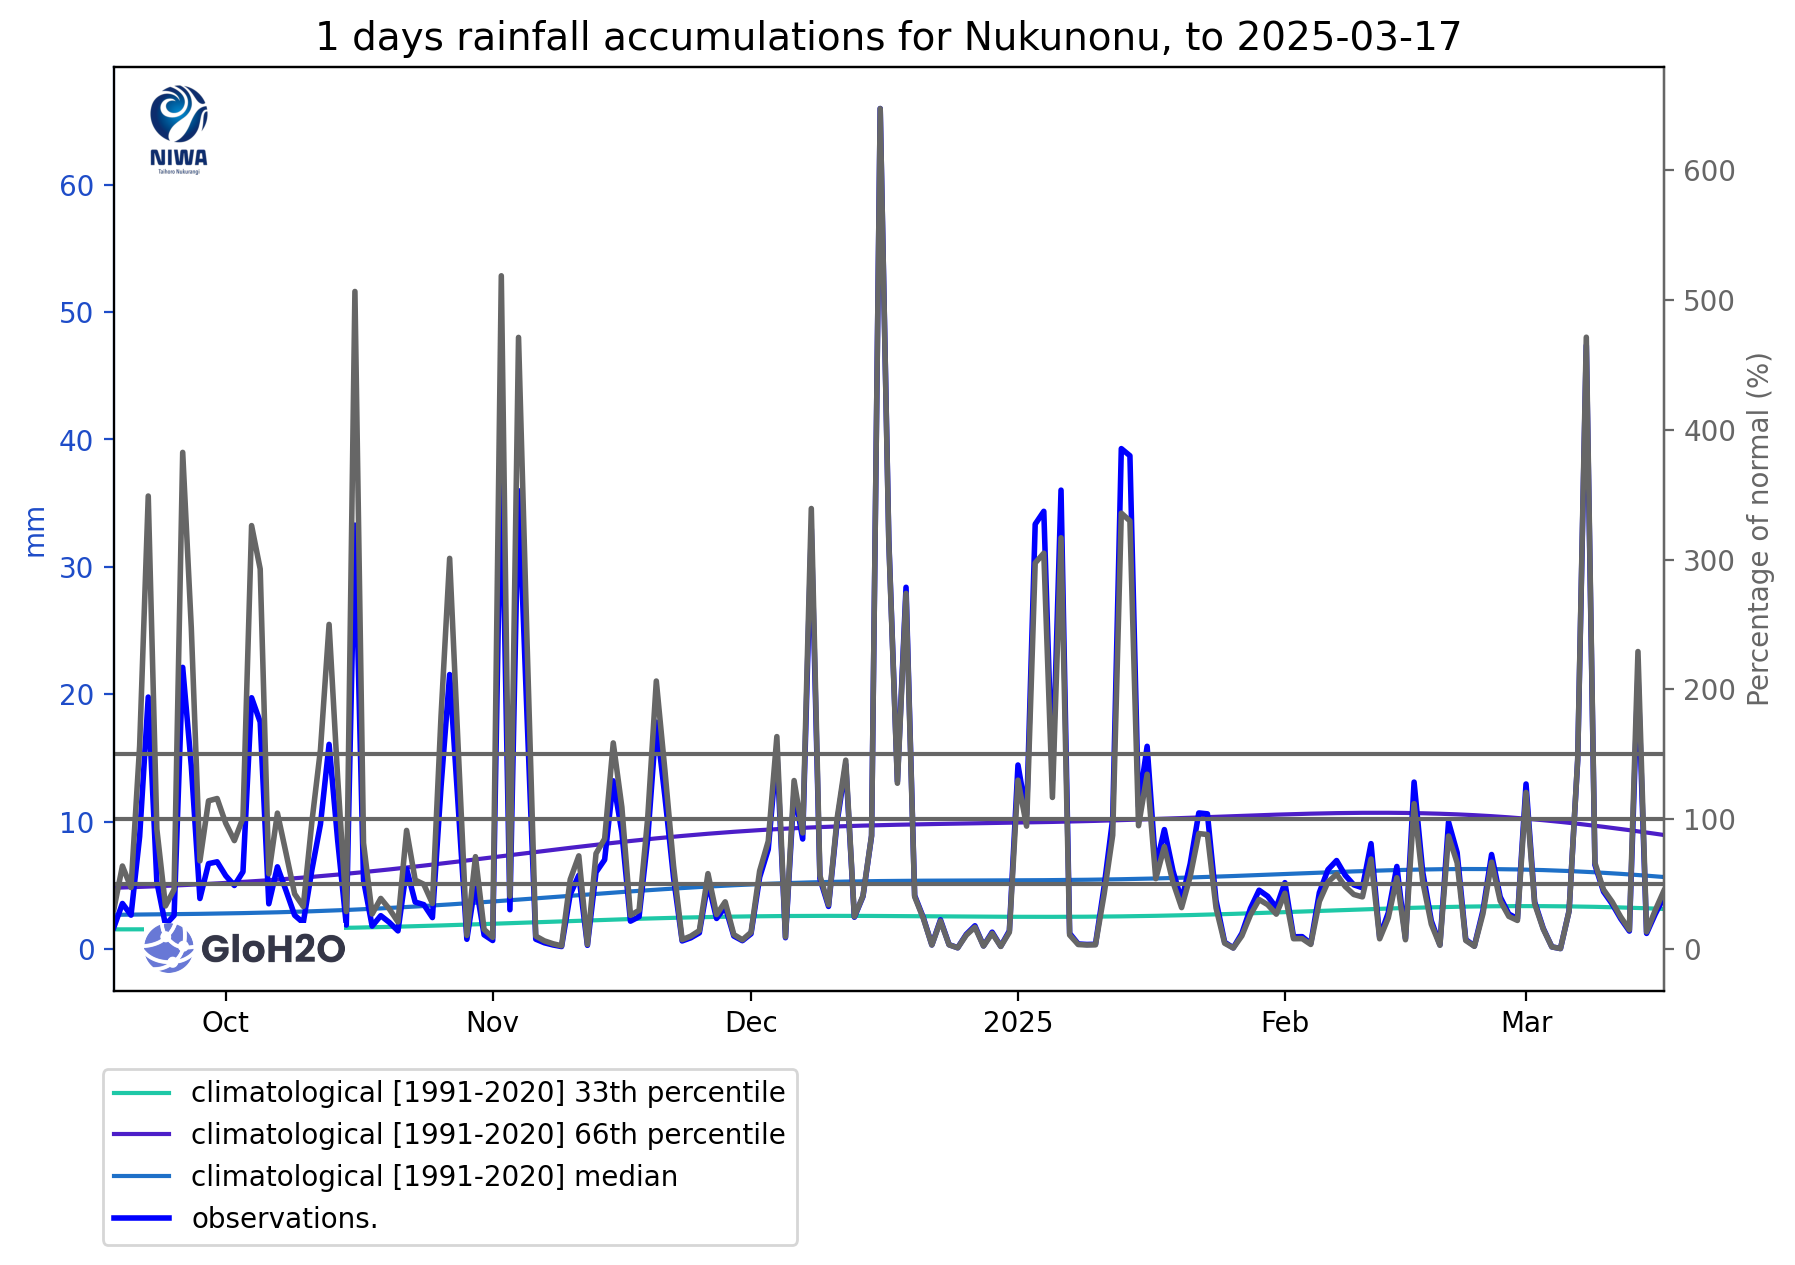 1 days rainfall accumulations for Nukunonu, to 2025-03-17
NIWA
Taihoro Nukurangi
60
50
40
30
20
10
0
mm
600
500
400
300
200
100
0
Percentage of normal (%)
GloH2O
Oct
Nov
Dec
2025
Feb
Mar
climatological [1991-2020] 33th percentile
climatological [1991-2020] 66th percentile
climatological [1991-2020] median
observations.